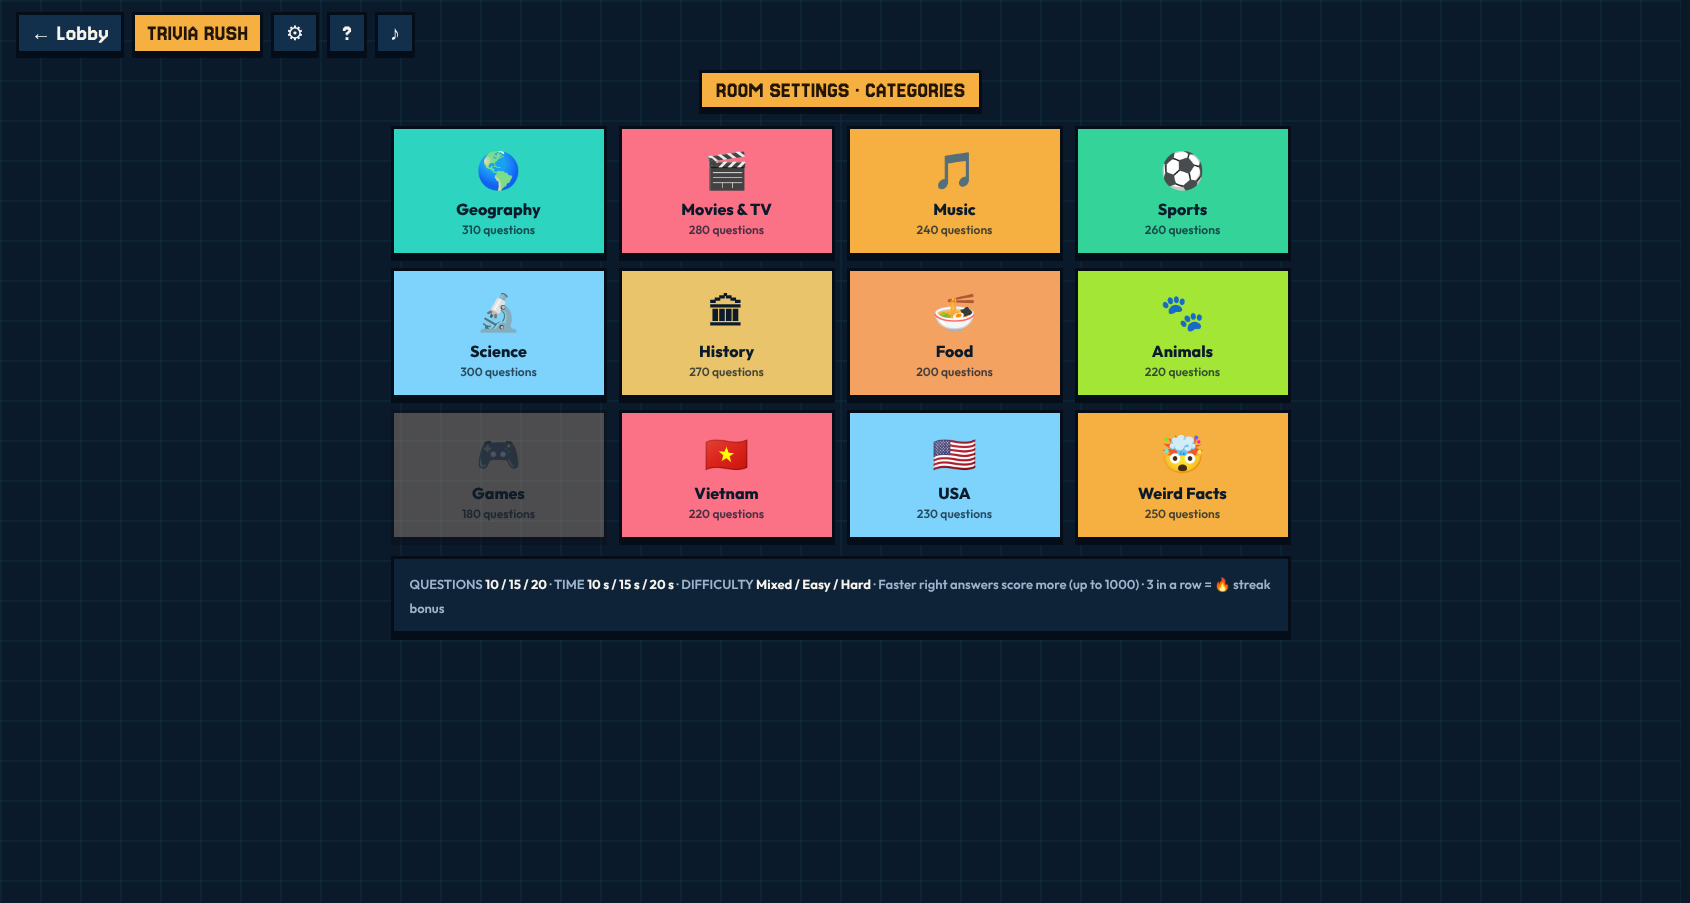 ← Lobby
TRIVIA RUSH
?
ROOM SETTINGS · CATEGORIES
Geography
310 questions
Movies & TV
280 questions
Music
240 questions
Sports
260 questions
Science
300 questions
History
270 questions
Food
200 questions
Animals
220 questions
Games
180 questions
Vietnam
220 questions
USA
230 questions
Weird Facts
250 questions
QUESTIONS 10 / 15 / 20 · TIME 10 s / 15 s / 20 s · DIFFICULTY Mixed / Easy / Hard · Faster right answers score more (up to 1000) · 3 in a row = 🔥 streak
bonus